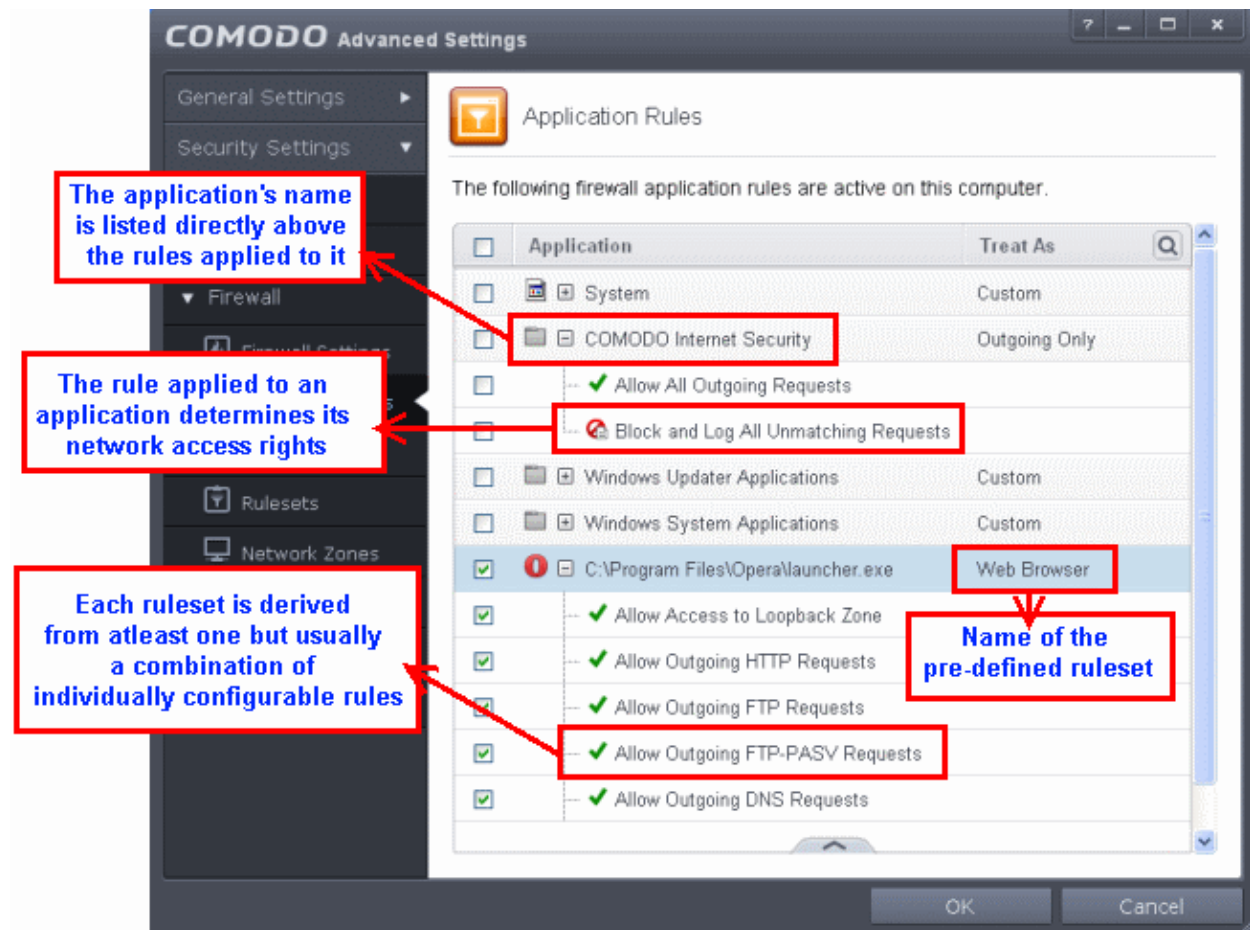 COMODO Advanced Settings
?
General Settings
Security Settings
Firewall
Rulesets
Network Zones
The application's name
is listed directly above
the rules applied to it
The rule applied to an
application determines its
network access rights
Each ruleset is derived
from atleast one but usually
a combination of
individually configurable rules
Application Rules
The following firewall application rules are active on this computer.
Application Treat As
System Custom
COMODO Internet Security Outgoing Only
Allow All Outgoing Requests
Block and Log All Unmatching Requests
Windows Updater Applications Custom
Windows System Applications Custom
C:\Program Files\Opera\launcher.exe Web Browser
Allow Access to Loopback Zone
Allow Outgoing HTTP Requests
Allow Outgoing FTP Requests
Allow Outgoing FTP-PASV Requests
Allow Outgoing DNS Requests
Name of the
pre-defined ruleset
OK Cancel